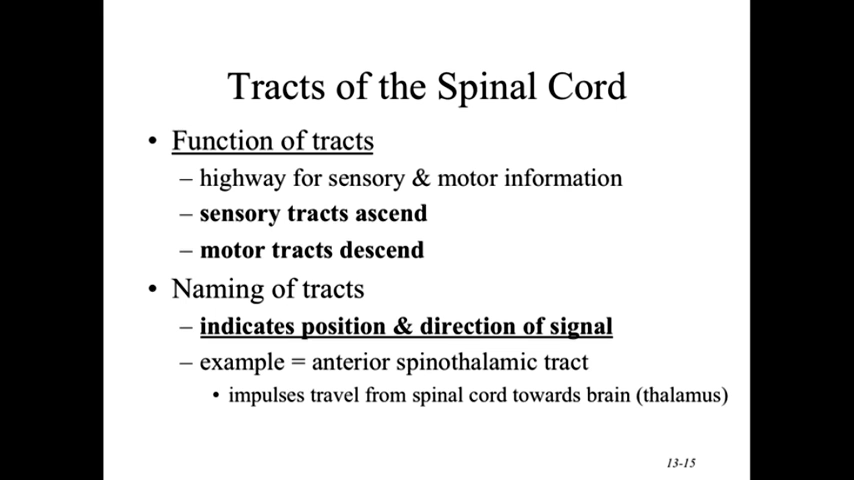 Tracts of the Spinal Cord
• Function of tracts
– highway for sensory & motor information
– sensory tracts ascend
– motor tracts descend
• Naming of tracts
– indicates position & direction of signal
– example = anterior spinothalamic tract
• impulses travel from spinal cord towards brain (thalamus)
13-15